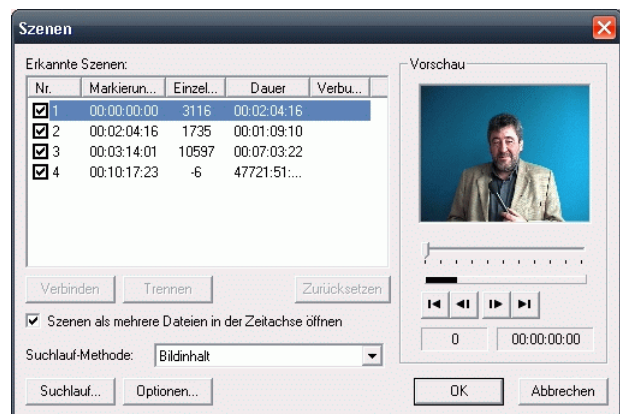 Szenen
Erkannte Szenen:
Nr. Markierun... Einzel... Dauer Verbu...
1 00:00:00:00 3116 00:02:04:16
2 00:02:04:16 1735 00:01:09:10
3 00:03:14:01 10597 00:07:03:22
4 00:10:17:23 -6 47721:51:...
Verbinden Trennen Zurücksetzen
Szenen als mehrere Dateien in der Zeitachse öffnen
Suchlauf-Methode: Bildinhalt
Suchlauf... Optionen...
Vorschau
0 00:00:00:00
OK Abbrechen